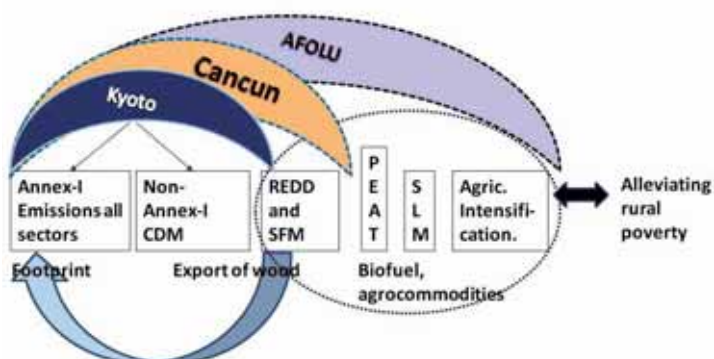 AFOLU
Cancun
Kyoto
Annex-I
Emissions all
sectors
Non-
Annex-I
CDM
REDD
and
SFM
P
E
A
T
S
L
M
Agric.
Intensifi-
cation.
Alleviating
rural
poverty
Footprint
Export of wood
Biofuel,
agrocommodities